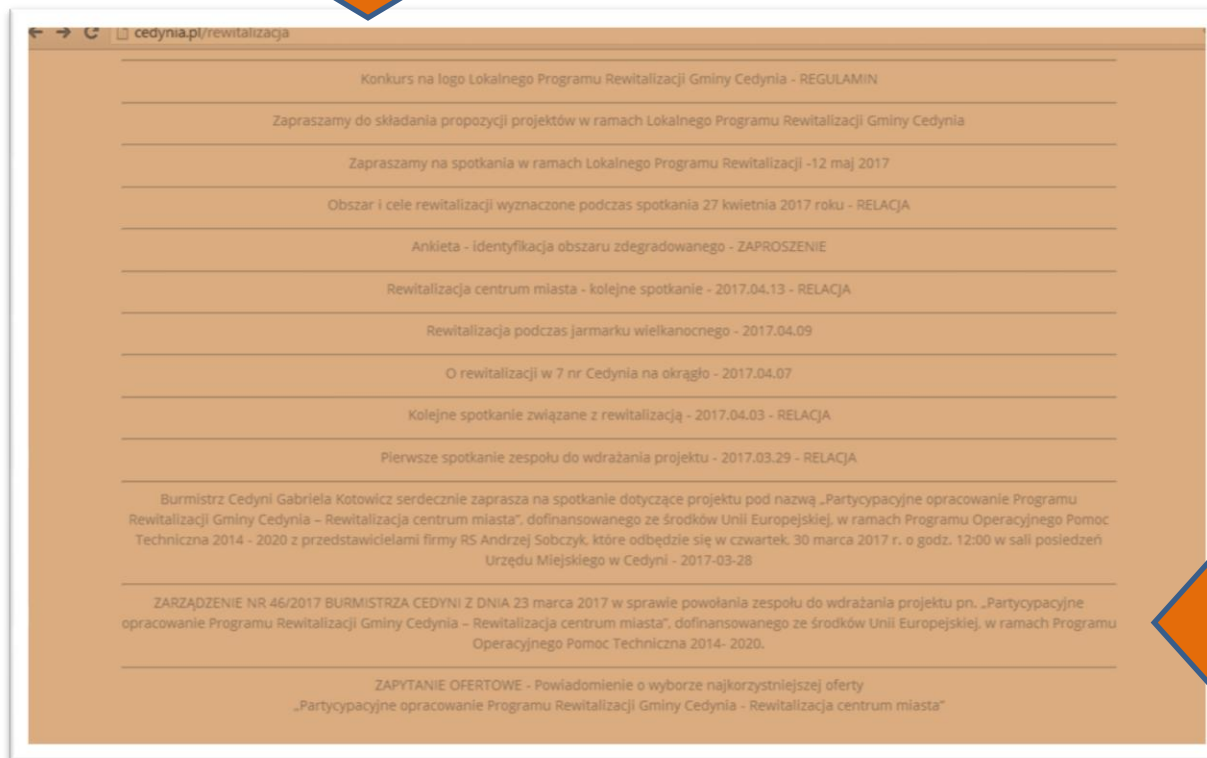 cedynia.pl/rewitalizacja
Konkurs na logo Lokalnego Programu Rewitalizacji Gminy Cedynia - REGULAMIN
Zapraszamy do składania propozycji projektów w ramach Lokalnego Programu Rewitalizacji Gminy Cedynia
Zapraszamy na spotkania w ramach Lokalnego Programu Rewitalizacji -12 maj 2017
Obszar i cele rewitalizacji wyznaczone podczas spotkania 27 kwietnia 2017 roku - RELACJA
Ankieta - identyfikacja obszaru zdegradowanego - ZAPROSZENIE
Rewitalizacja centrum miasta - kolejne spotkanie - 2017.04.13 - RELACJA
Rewitalizacja podczas jarmarku wielkanocnego - 2017.04.09
O rewitalizacji w 7 nr Cedynia na okrągło - 2017.04.07
Kolejne spotkanie związane z rewitalizacją - 2017.04.03 - RELACJA
Pierwsze spotkanie zespołu do wdrażania projektu - 2017.03.29 - RELACJA
Burmistrz Cedyni Gabriela Kotowicz serdecznie zaprasza na spotkanie dotyczące projektu pod nazwą „Partycypacyjne opracowanie Programu
Rewitalizacji Gminy Cedynia – Rewitalizacja centrum miasta", dofinansowanego ze środków Unii Europejskiej, w ramach Programu Operacyjnego Pomoc
Techniczna 2014 - 2020 z przedstawicielami firmy RS Andrzej Sobczyk, które odbędzie się w czwartek, 30 marca 2017 r. o godz. 12:00 w sali posiedzeń
Urzędu Miejskiego w Cedyni - 2017-03-28
ZARZĄDZENIE NR 46/2017 BURMISTRZA CEDYNI Z DNIA 23 marca 2017 w sprawie powołania zespołu do wdrażania projektu pn. „Partycypacyjne
opracowanie Programu Rewitalizacji Gminy Cedynia – Rewitalizacja centrum miasta", dofinansowanego ze środków Unii Europejskiej, w ramach Programu
Operacyjnego Pomoc Techniczna 2014- 2020.
ZAPYTANIE OFERTOWE - Powiadomienie o wyborze najkorzystniejszej oferty
„Partycypacyjne opracowanie Programu Rewitalizacji Gminy Cedynia - Rewitalizacja centrum miasta"